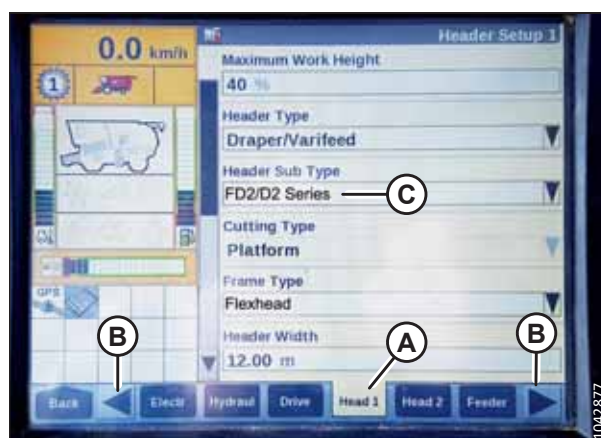 0.0 km/h
Header Setup 1
1
Maximum Work Height
40 %
Header Type
Draper/Varifeed
Header Sub Type
FD2/D2 Series
C
Cutting Type
Platform
Frame Type
Flexhead
GPS
Header Width
12.00 m
B
A
B
Back
Electr
Hydraul
Drive
Head 1
Head 2
Feeder
1042877